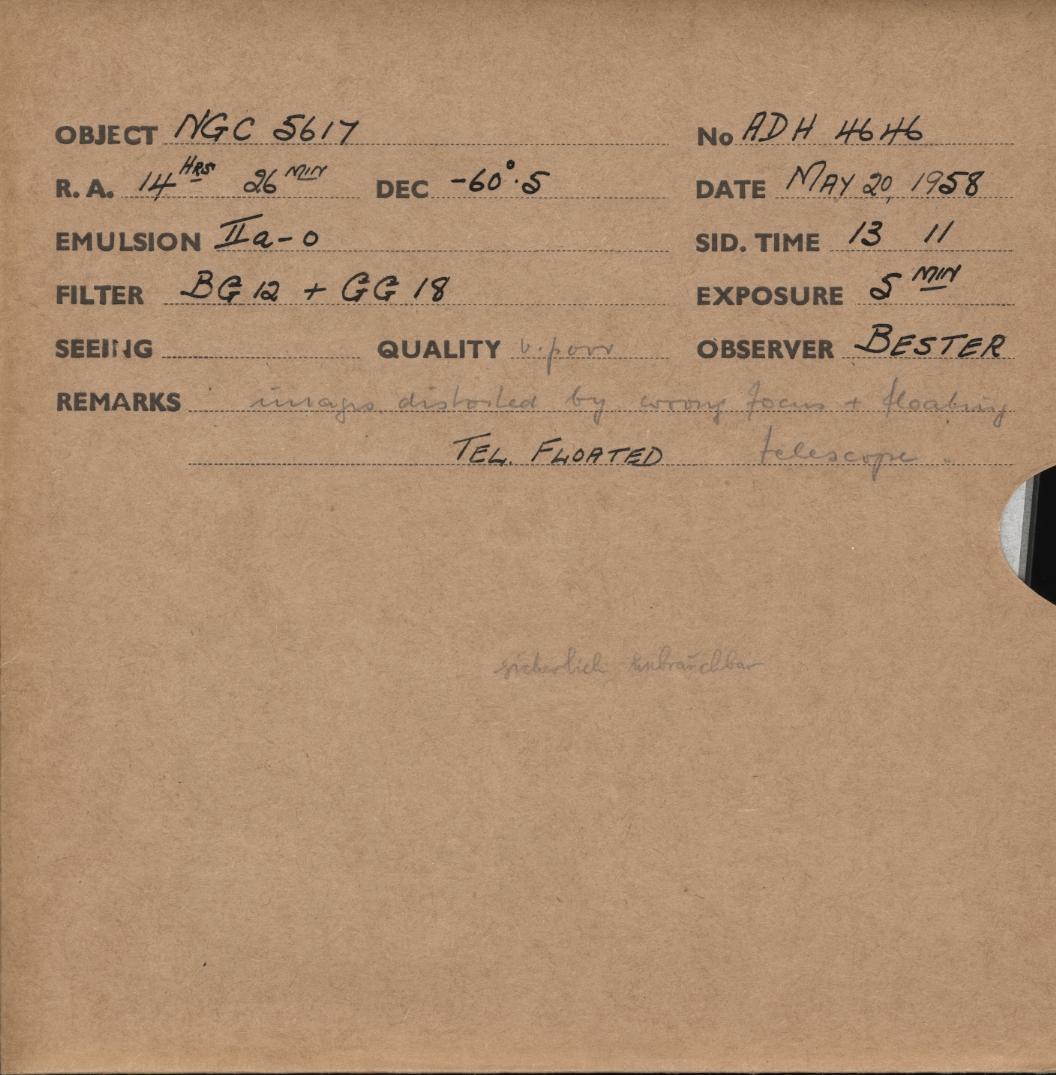 OBJECT NGC 5617 No ADH 4646
R. A. 14 HRS 26 MIN DEC -60°.5 DATE MAY 20, 1958
EMULSION IIa-o SID. TIME 13 11
FILTER BG 12 + GG 18 EXPOSURE 5 MIN
SEEING QUALITY v. poor OBSERVER BESTER
REMARKS images distorted by wrong focus + floating
TEL. FLOATED telescope.
sicherlich unbrauchbar